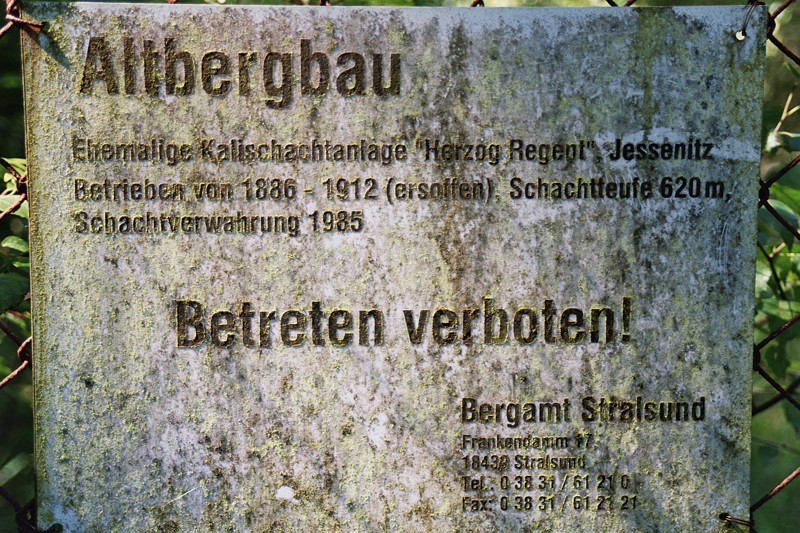 Altbergbau
Ehemalige Kalischachtanlage "Herzog Regent", Jessenitz
Betrieben von 1886 - 1912 (ersoffen), Schachtteufe 620m,
Schachtverwahrung 1985
Betreten verboten!
Bergamt Stralsund
Frankendamm 17
18439 Stralsund
Tel.: 0 38 31 / 61 21 0
Fax: 0 38 31 / 61 21 21